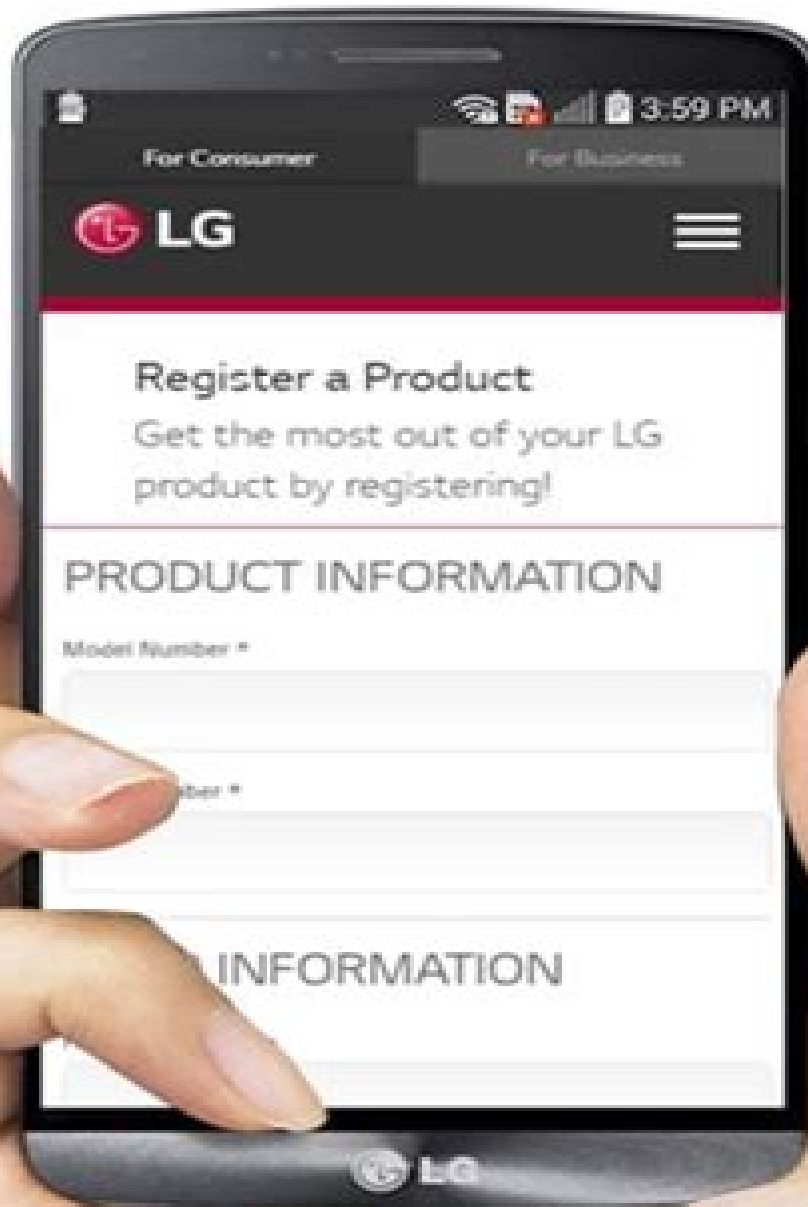 3:59 PM
For Consumer
For Business
LG
Register a Product
Get the most out of your LG
product by registering!
PRODUCT INFORMATION
Model Number *
ber *
INFORMATION
LG